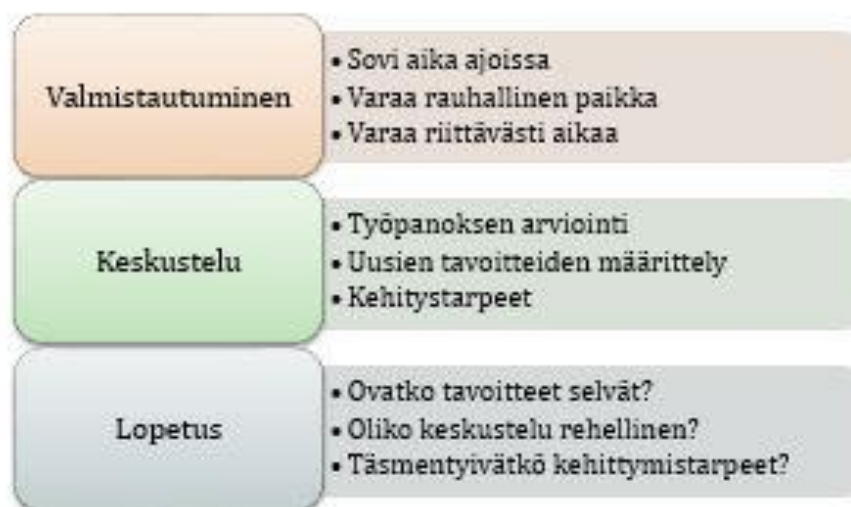 Valmistautuminen
• Sovi aika ajoissa
• Varaa rauhallinen paikka
• Varaa riittävästi aikaa
Keskustelu
• Työpanoksen arviointi
• Uusien tavoitteiden määrittely
• Kehitystarpeet
Lopetus
• Ovatko tavoitteet selvät?
• Oliko keskustelu rehellinen?
• Täsmentyivätkö kehittymistarpeet?